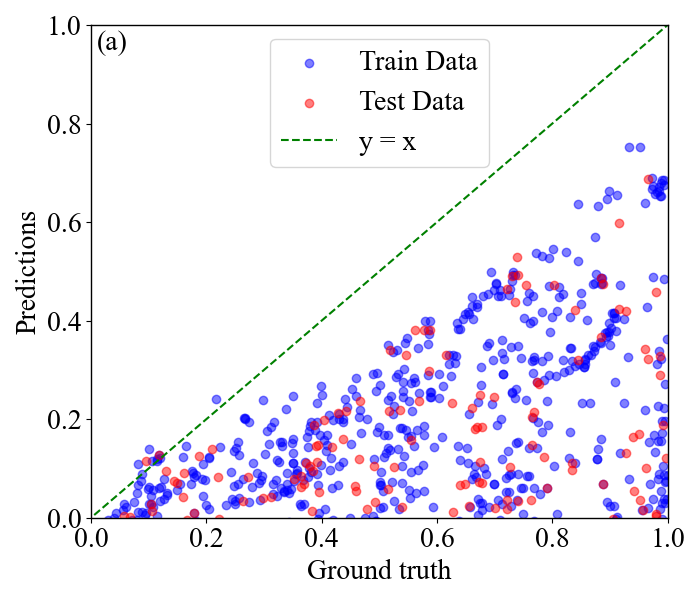 (a)
Train Data
Test Data
y = x
Predictions
1.0
0.8
0.6
0.4
0.2
0.0
0.0 0.2 0.4 0.6 0.8 1.0
Ground truth